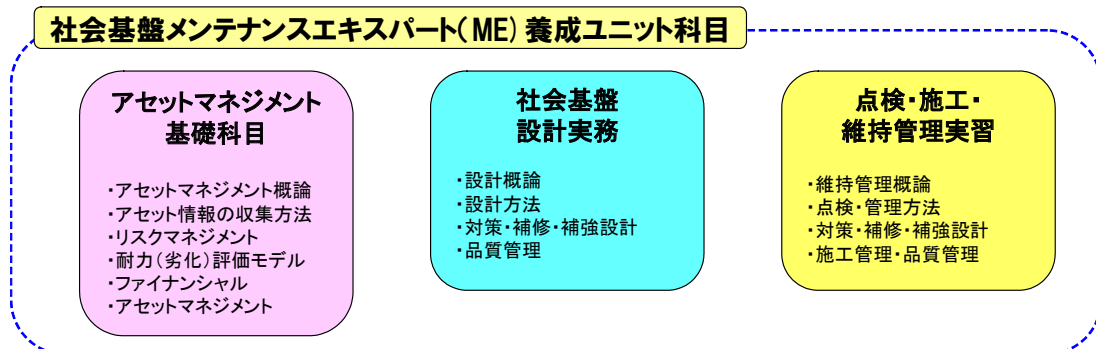 社会基盤メンテナンスエキスパート(ME)養成ユニット科目
アセットマネジメント
基礎科目
・アセットマネジメント概論
・アセット情報の収集方法
・リスクマネジメント
・耐力(劣化)評価モデル
・ファイナンシャル
・アセットマネジメント
社会基盤
設計実務
・設計概論
・設計方法
・対策・補修・補強設計
・品質管理
点検・施工・
維持管理実習
・維持管理概論
・点検・管理方法
・対策・補修・補強設計
・施工管理・品質管理